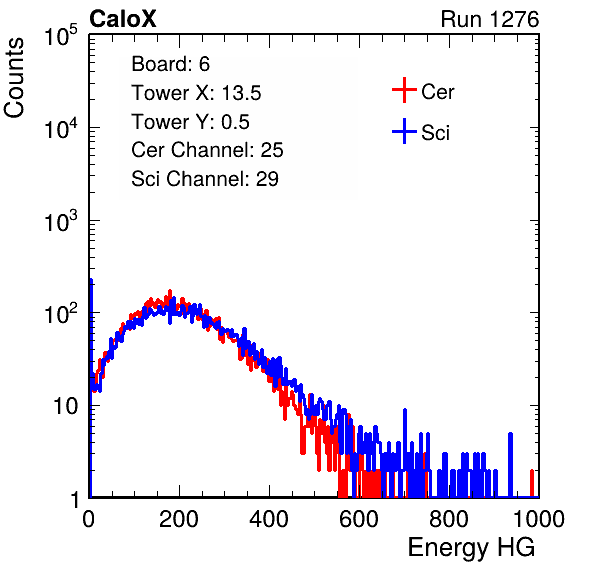 CaloX Run 1276
Counts
Board: 6
Tower X: 13.5
Tower Y: 0.5
Cer Channel: 25
Sci Channel: 29
Cer
Sci
10^5
10^4
10^3
10^2
10
1
0 200 400 600 800 1000
Energy HG